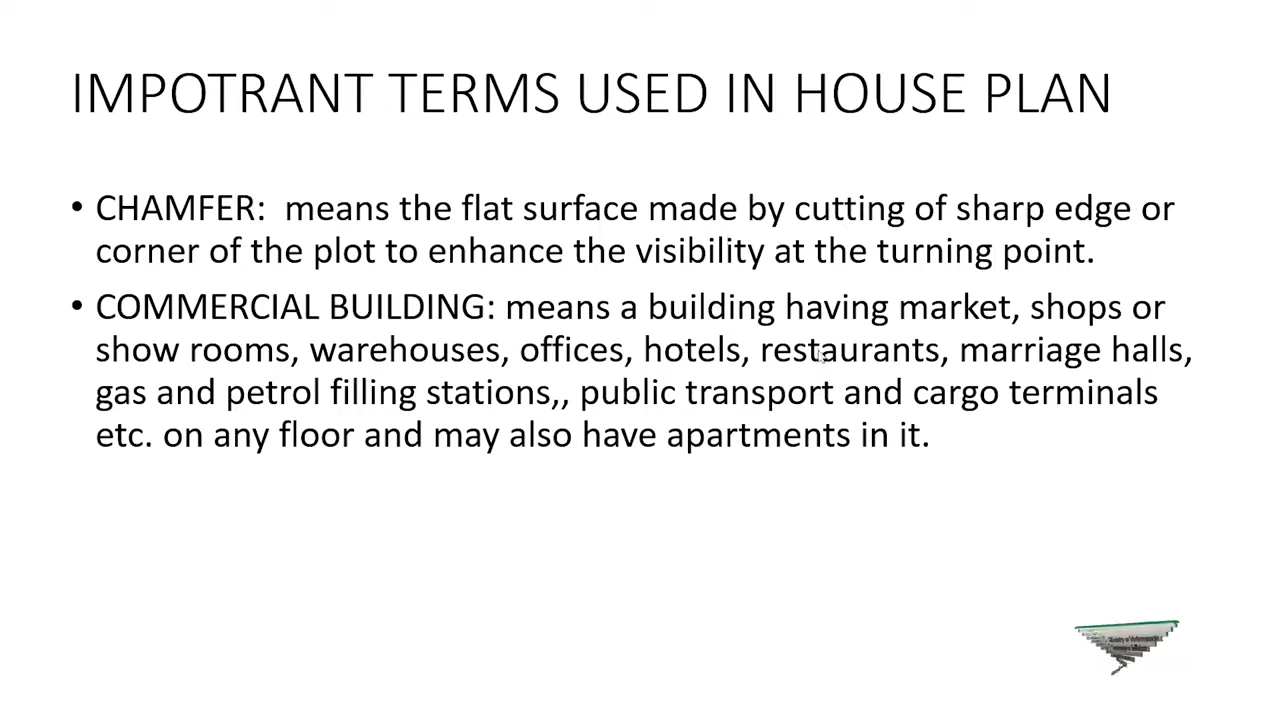 IMPOTRANT TERMS USED IN HOUSE PLAN
• CHAMFER:  means the flat surface made by cutting of sharp edge or
corner of the plot to enhance the visibility at the turning point.
• COMMERCIAL BUILDING: means a building having market, shops or
show rooms, warehouses, offices, hotels, restaurants, marriage halls,
gas and petrol filling stations,, public transport and cargo terminals
etc. on any floor and may also have apartments in it.